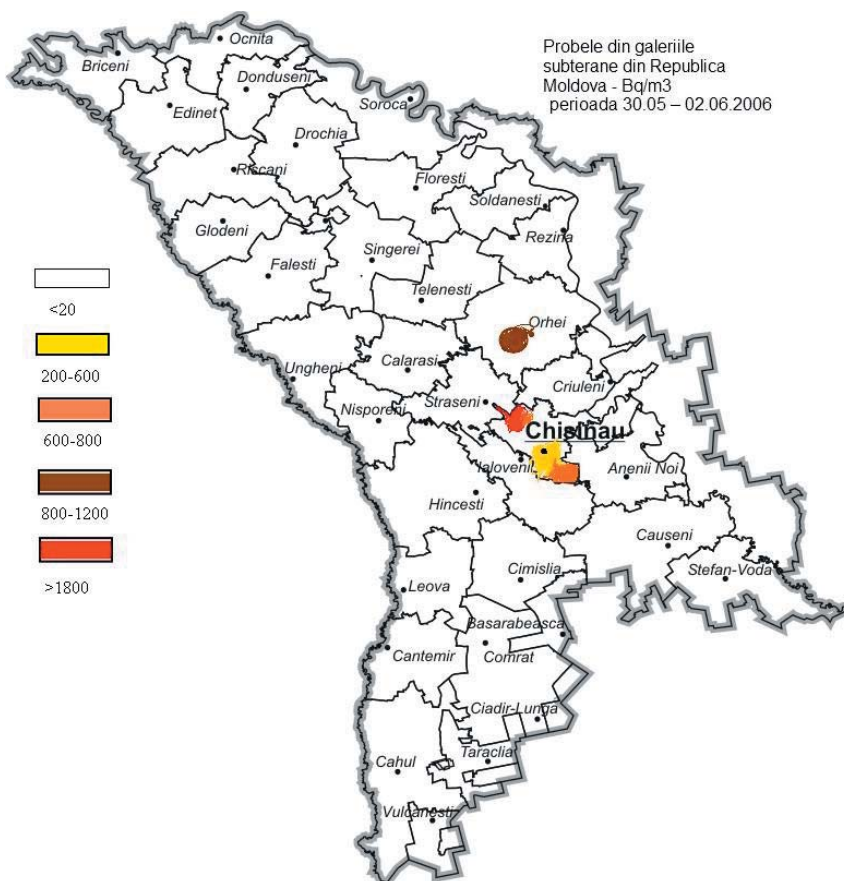 Probele din galeriile
subterane din Republica
Moldova - Bq/m3
perioada 30.05 – 02.06.2006
Ocnita
Briceni
Donduseni
Edinet
Soroca
Drochia
Riscani
Floresti
Soldanesti
Glodeni
Rezina
Singerei
Falesti
Telenesti
Orhei
Calarasi
Ungheni
Criuleni
Straseni
Nisporeni
Chisinau
Ialoveni
Anenii Noi
Hincesti
Causeni
Cimislia
Stefan-Voda
Leova
Basarabeasca
Cantemir
Comrat
Ciadir-Lunga
Taraclia
Cahul
Vulcanesti
<20
200-600
600-800
800-1200
>1800